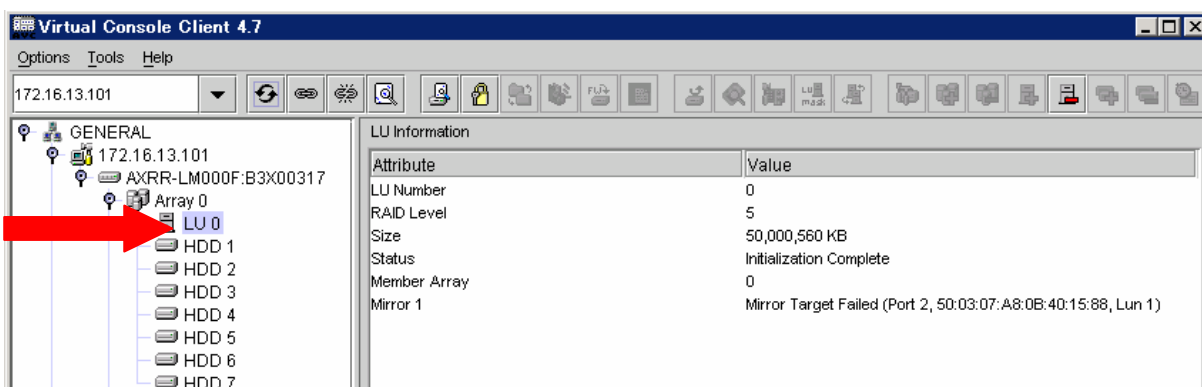 Virtual Console Client 4.7
Options Tools Help
172.16.13.101
GENERAL
172.16.13.101
AXRR-LM000F:B3X00317
Array 0
LU 0
HDD 1
HDD 2
HDD 3
HDD 4
HDD 5
HDD 6
HDD 7
LU Information
Attribute Value
LU Number 0
RAID Level 5
Size 50,000,560 KB
Status Initialization Complete
Member Array 0
Mirror 1 Mirror Target Failed (Port 2, 50:03:07:A8:0B:40:15:88, Lun 1)